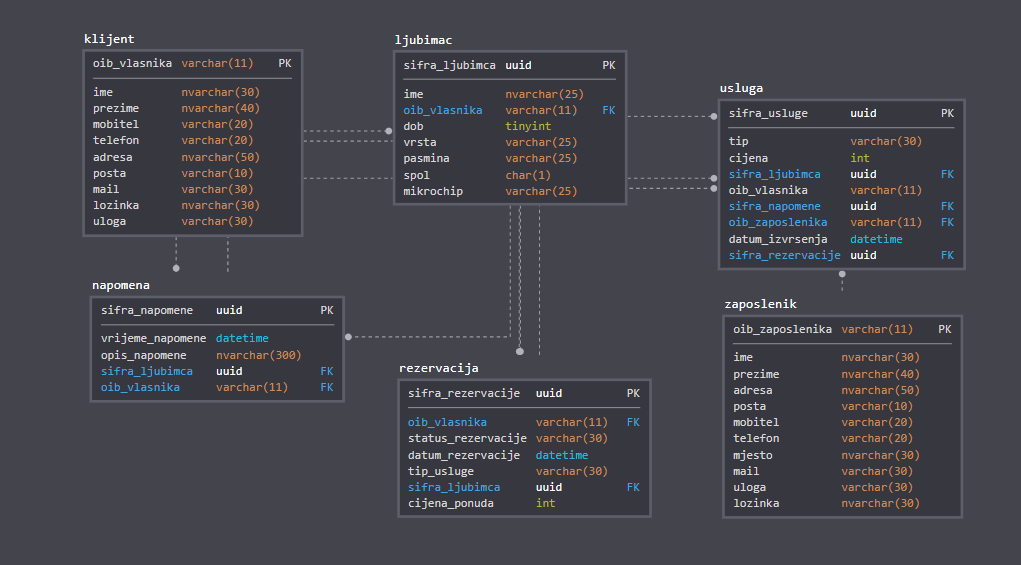 klijent
oib_vlasnika varchar(11) PK
ime nvarchar(30)
prezime nvarchar(40)
mobitel varchar(20)
telefon varchar(20)
adresa nvarchar(50)
posta varchar(10)
mail varchar(30)
lozinka nvarchar(30)
uloga varchar(30)
ljubimac
sifra_ljubimca uuid PK
ime nvarchar(25)
oib_vlasnika varchar(11) FK
dob tinyint
vrsta varchar(25)
pasmina varchar(25)
spol char(1)
mikrochip varchar(25)
usluga
sifra_usluge uuid PK
tip varchar(30)
cijena int
sifra_ljubimca uuid FK
oib_vlasnika varchar(11)
sifra_napomene uuid FK
oib_zaposlenika varchar(11) FK
datum_izvrsenja datetime
sifra_rezervacije uuid FK
napomena
sifra_napomene uuid PK
vrijeme_napomene datetime
opis_napomene nvarchar(300)
sifra_ljubimca uuid FK
oib_vlasnika varchar(11) FK
rezervacija
sifra_rezervacije uuid PK
oib_vlasnika varchar(11) FK
status_rezervacije varchar(30)
datum_rezervacije datetime
tip_usluge varchar(30)
sifra_ljubimca uuid FK
cijena_ponuda int
zaposlenik
oib_zaposlenika varchar(11) PK
ime nvarchar(30)
prezime nvarchar(40)
adresa nvarchar(50)
posta varchar(10)
mobitel varchar(20)
telefon varchar(20)
mjesto nvarchar(30)
mail varchar(30)
uloga varchar(30)
lozinka nvarchar(30)